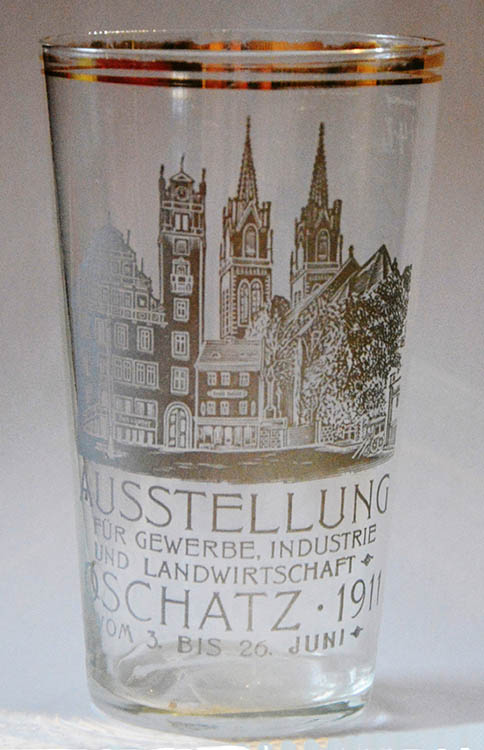 AUSSTELLUNG
FÜR GEWERBE, INDUSTRIE
UND LANDWIRTSCHAFT
OSCHATZ · 1911
VOM 3. BIS 26. JUNI